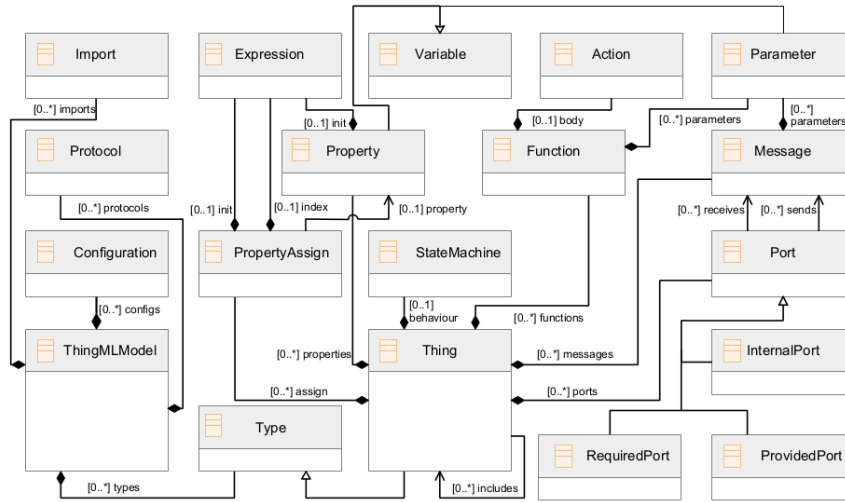 Import
Expression
Variable
Action
Parameter
[0..*] imports
[0..1] init
[0..1] body
[0..*] parameters
[0..*]
parameters
Protocol
Property
Function
Message
[0..*] protocols
[0..1] init
[0..1] index
[0..1] property
[0..*] receives
[0..*] sends
Configuration
PropertyAssign
StateMachine
Port
[0..*] configs
[0..1]
behaviour
[0..*] functions
ThingMLModel
[0..*] properties
Thing
[0..*] messages
InternalPort
[0..*] assign
[0..*] ports
Type
RequiredPort
ProvidedPort
[0..*] types
[0..*] includes